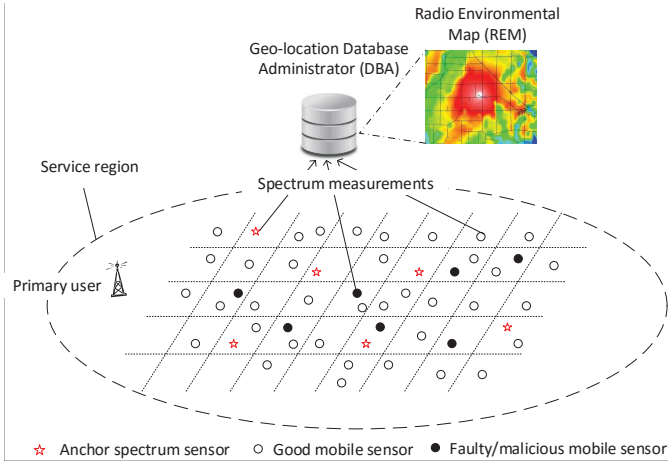 Radio Environmental
Map (REM)
Geo-location Database
Administrator (DBA)
Service region
Spectrum measurements
Primary user
Anchor spectrum sensor
Good mobile sensor
Faulty/malicious mobile sensor